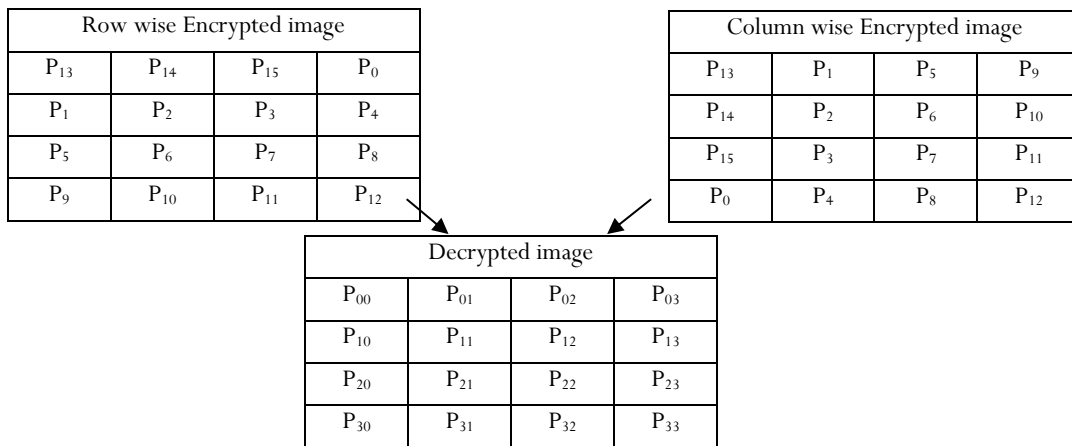 Row wise Encrypted image
P₁₃ P₁₄ P₁₅ P₀
P₁ P₂ P₃ P₄
P₅ P₆ P₇ P₈
P₉ P₁₀ P₁₁ P₁₂
Column wise Encrypted image
P₁₃ P₁ P₅ P₉
P₁₄ P₂ P₆ P₁₀
P₁₅ P₃ P₇ P₁₁
P₀ P₄ P₈ P₁₂
Decrypted image
P₀₀ P₀₁ P₀₂ P₀₃
P₁₀ P₁₁ P₁₂ P₁₃
P₂₀ P₂₁ P₂₂ P₂₃
P₃₀ P₃₁ P₃₂ P₃₃